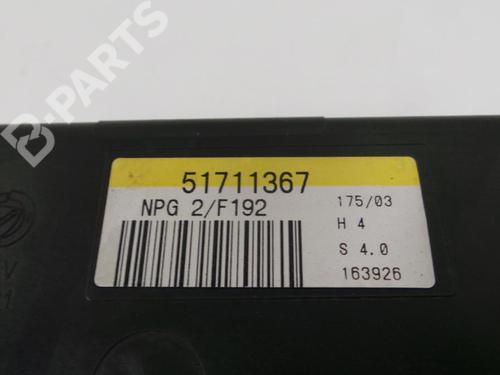 B-PARTS
51711367
NPG 2/F192
175/03
H 4
S 4.0
163926